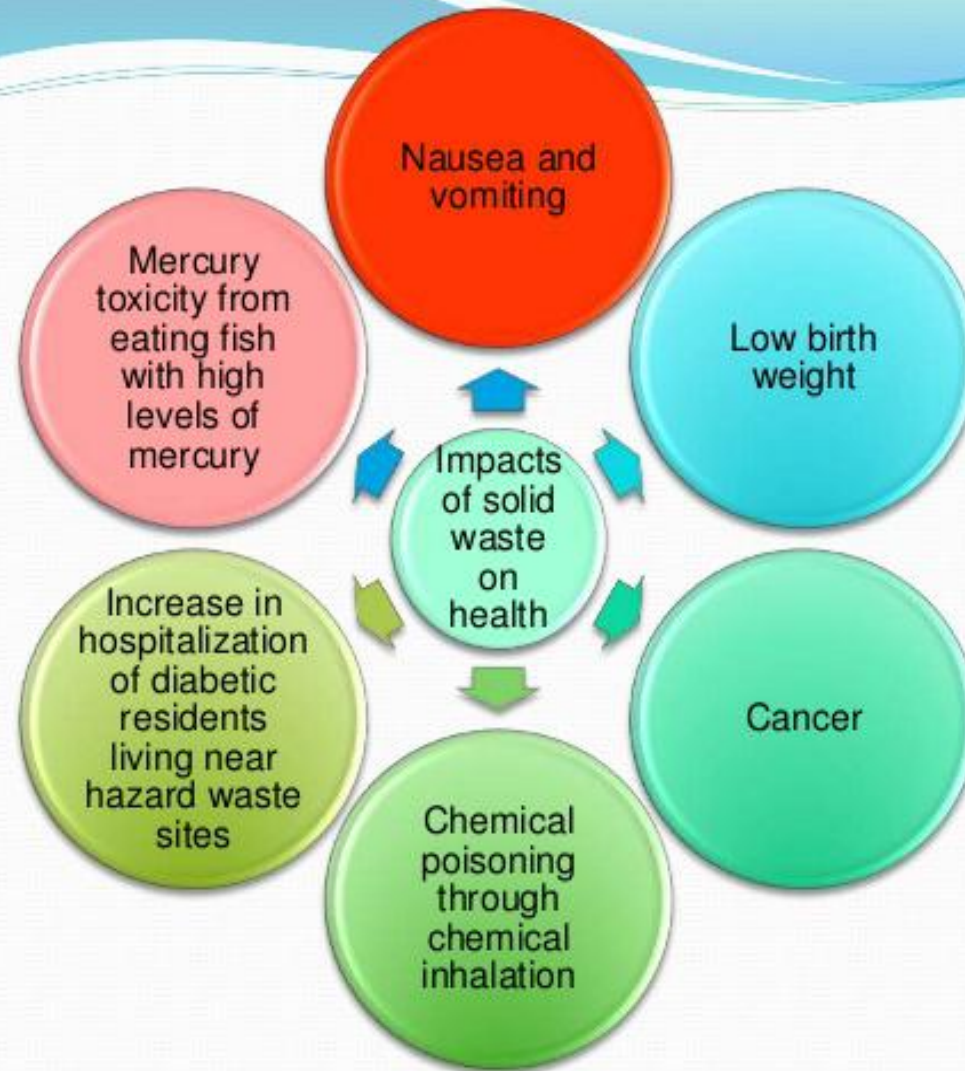 Nausea and
vomiting
Low birth
weight
Cancer
Chemical
poisoning
through
chemical
inhalation
Increase in
hospitalization
of diabetic
residents
living near
hazard waste
sites
Mercury
toxicity from
eating fish
with high
levels of
mercury
Impacts
of solid
waste
on
health